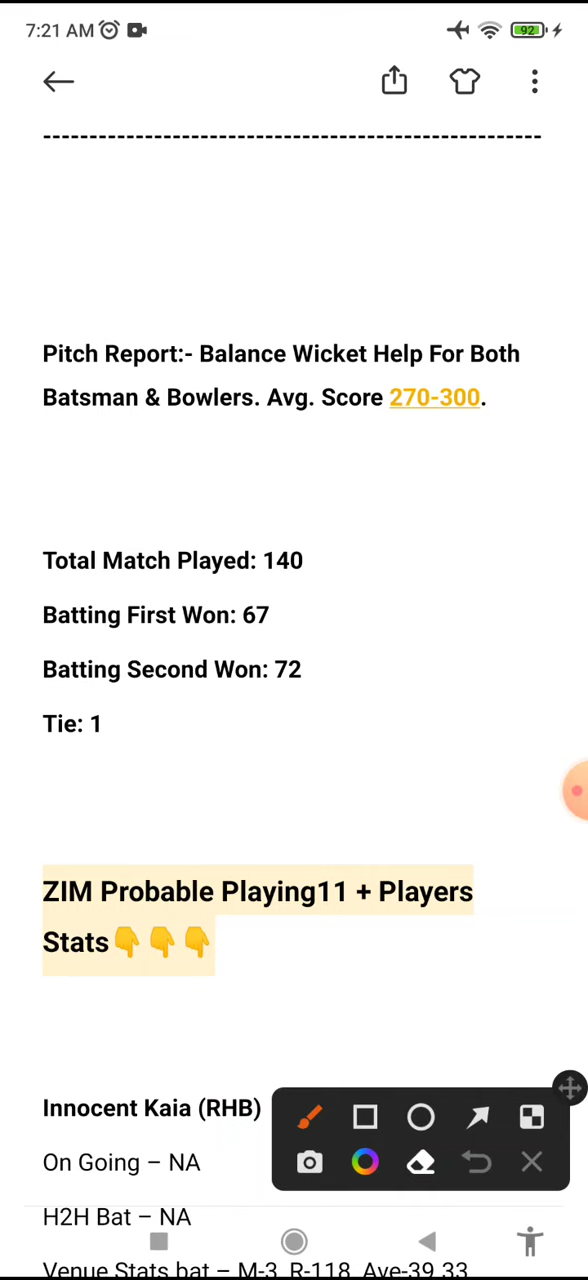 7:21 AM
92
--------------------------------------------------
Pitch Report:- Balance Wicket Help For Both
Batsman & Bowlers. Avg. Score 270-300.
Total Match Played: 140
Batting First Won: 67
Batting Second Won: 72
Tie: 1
ZIM Probable Playing11 + Players
Stats👇👇👇
Innocent Kaia (RHB)
On Going – NA
H2H Bat – NA
Venue Stats bat – M-3, R-118, Ave-39.33